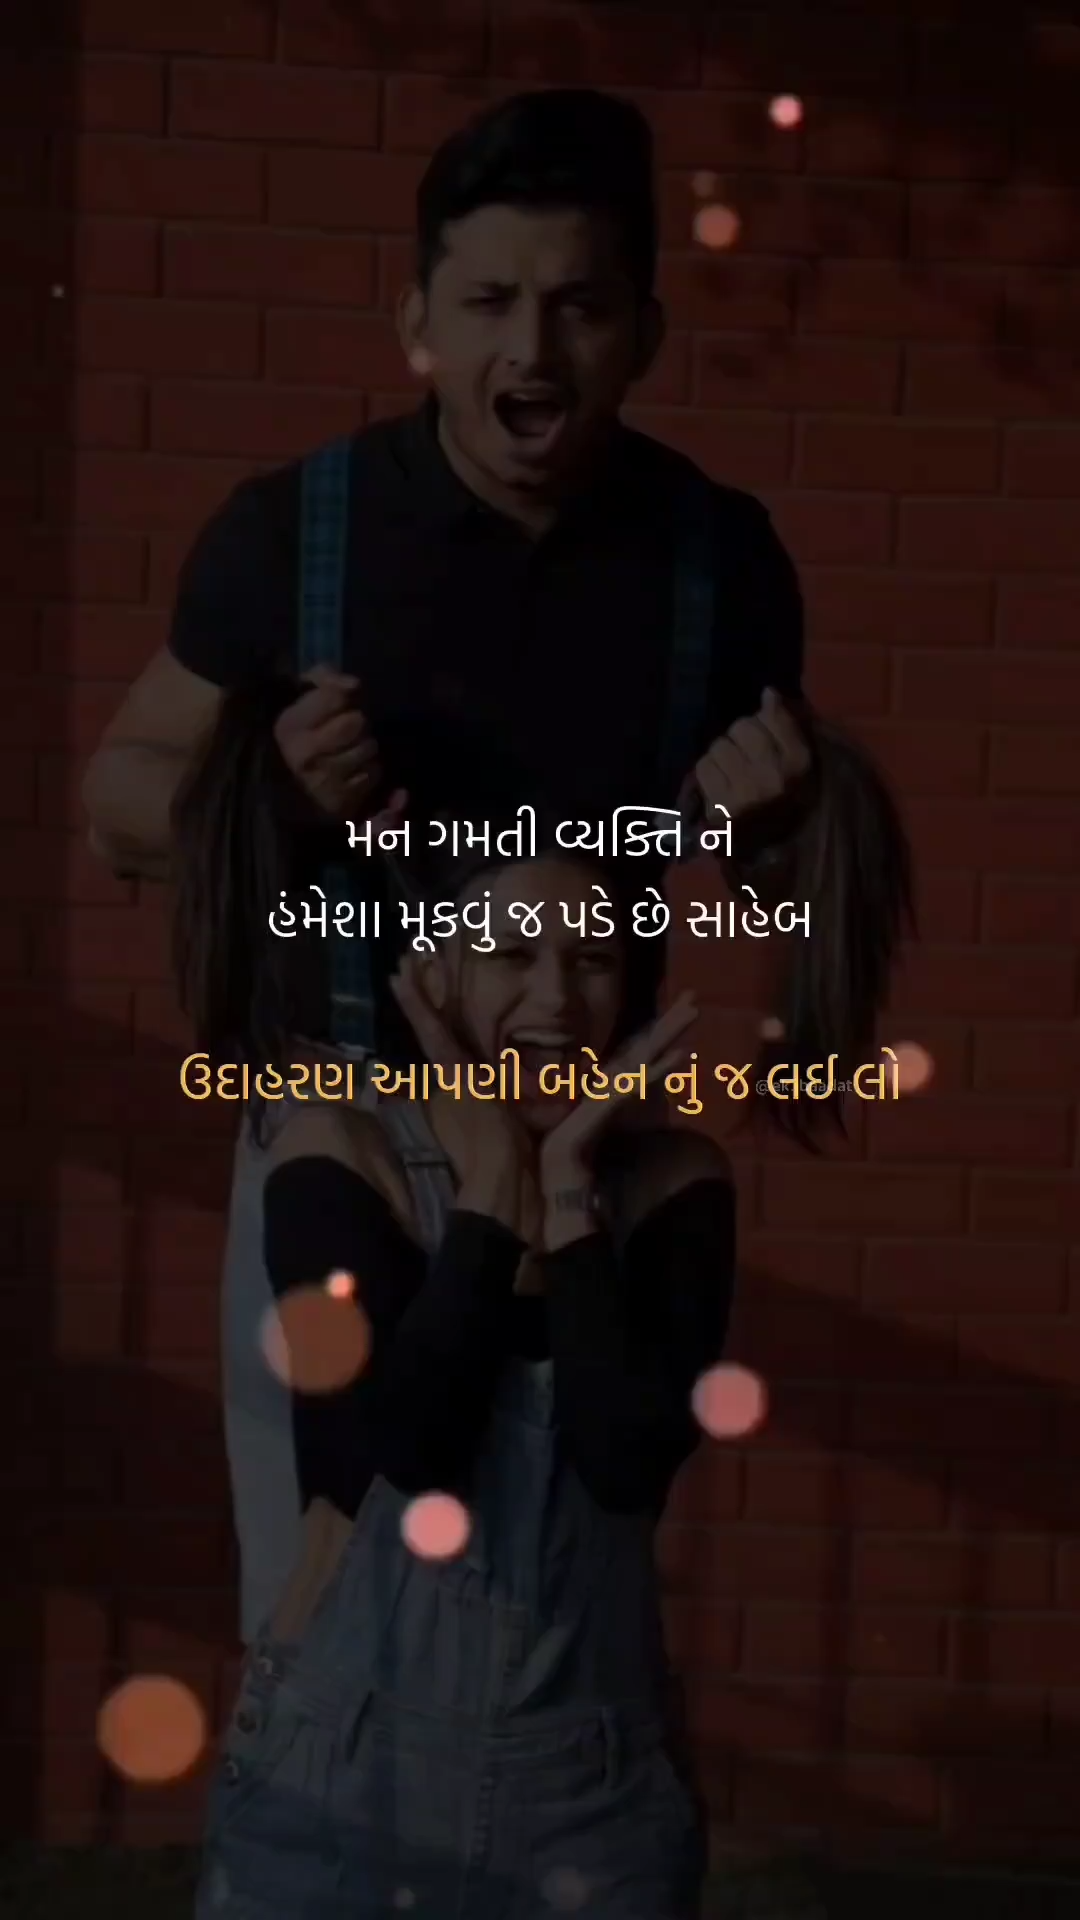 મન ગમતી વ્યક્તિ ને
હંમેશા મૂકવું જ પડે છે સાહેબ
ઉદાહરણ આપણી બહેન નું જ લઈ લો